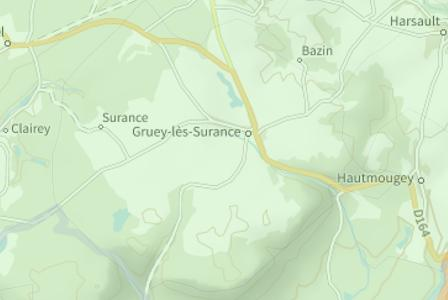 Harsault
Bazin
Surance
Clairey
Gruey-lès-Surance
Hautmougey
D164